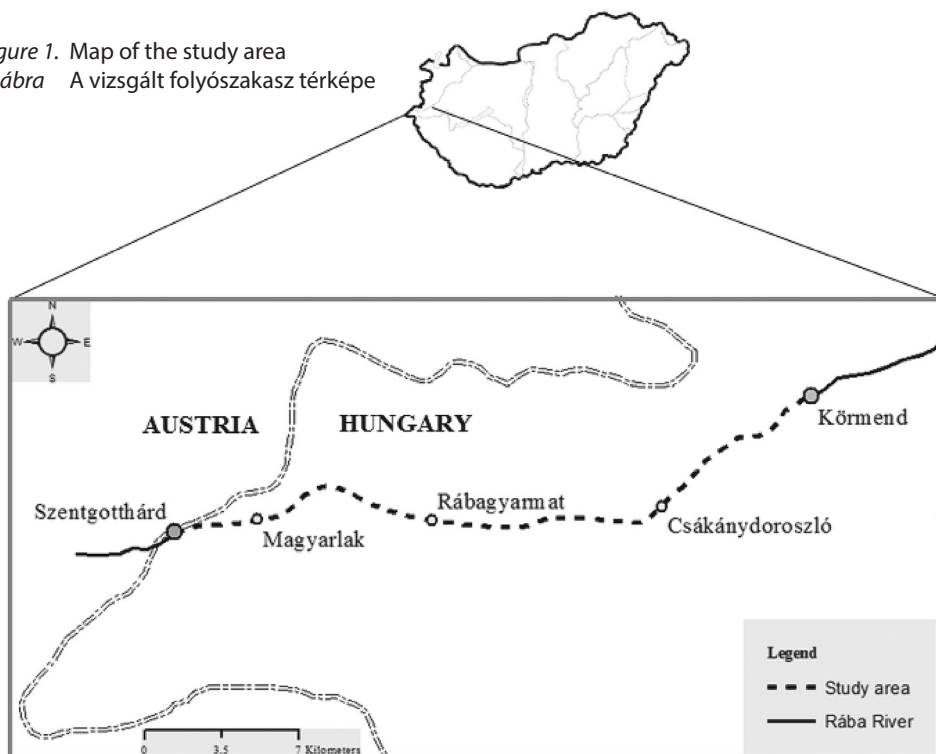 gure 1. Map of the study area
ábra A vizsgált folyószakasz térképe
N
W E
S
AUSTRIA HUNGARY
Körmend
Szentgotthárd
Rábagyarmat
Magyarlak
Csákánydoroszló
Legend
Study area
Rába River
0 3.5 7 Kilometers